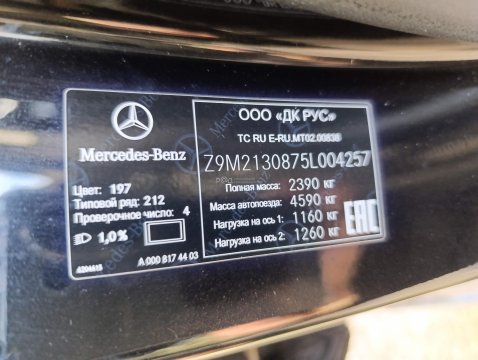 Mercedes-Benz
Цвет: 197
Типовой ряд: 212
Проверочное число: 4
1,0%
4204615
A 000 817 44 03
ООО «ДК РУС»
ТС RU E-RU.MT02.00838
Z9M2130875L004257
Полная масса: 2390 кг
Масса автопоезда: 4590 кг
Нагрузка на ось 1: 1160 кг
Нагрузка на ось 2: 1260 кг
EAC